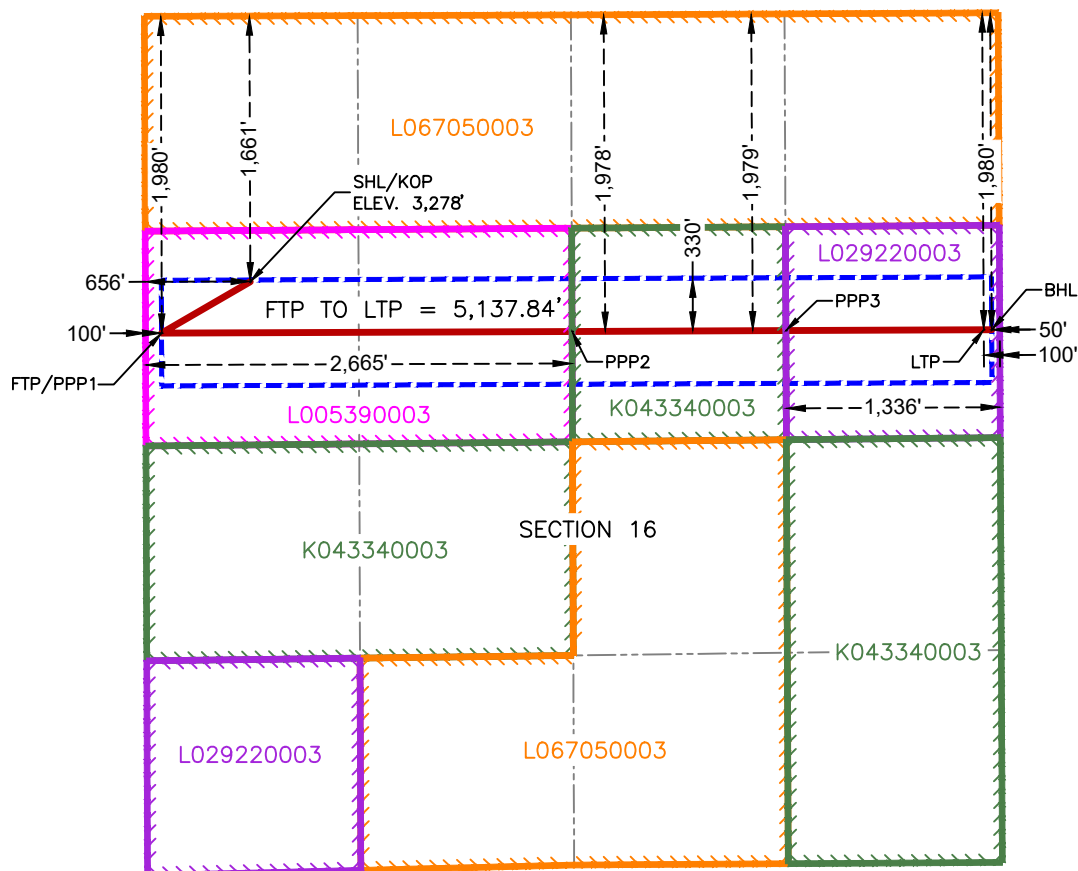 L067050003
1,980'
1,661'
1,978'
1,979'
1,980'
SHL/KOP
ELEV. 3,278'
330'
L029220003
656'
FTP TO LTP = 5,137.84'
PPP3
BHL
100'
50'
FTP/PPP1
2,665'
PPP2
LTP
100'
L005390003
K043340003
1,336'
SECTION 16
K043340003
K043340003
L029220003
L067050003